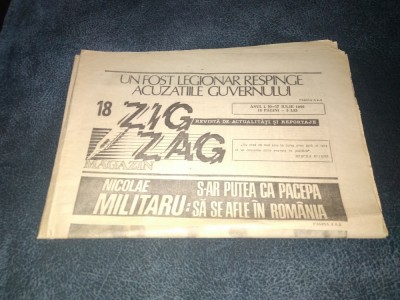 UN FOST LEGIONAR RESPINGE
ACUZAȚIILE GUVERNULUI
18
ZIG
ZAG
MAGAZIN
REVISTĂ DE ACTUALITĂȚI ȘI REPORTAJE
NICOLAE
MILITARU:
S-AR PUTEA CA PACEPA
SĂ SE AFLE ÎN ROMÂNIA